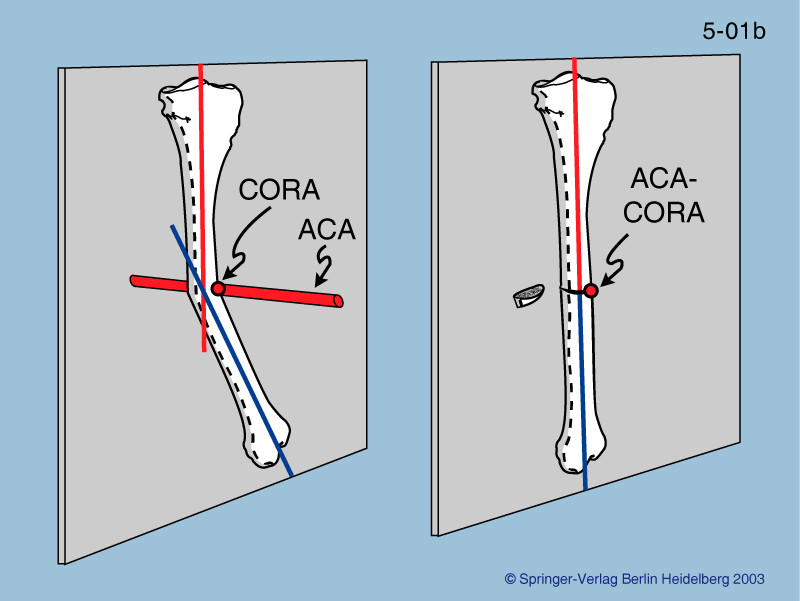 5-01b
CORA
ACA
ACA-
CORA
© Springer-Verlag Berlin Heidelberg 2003